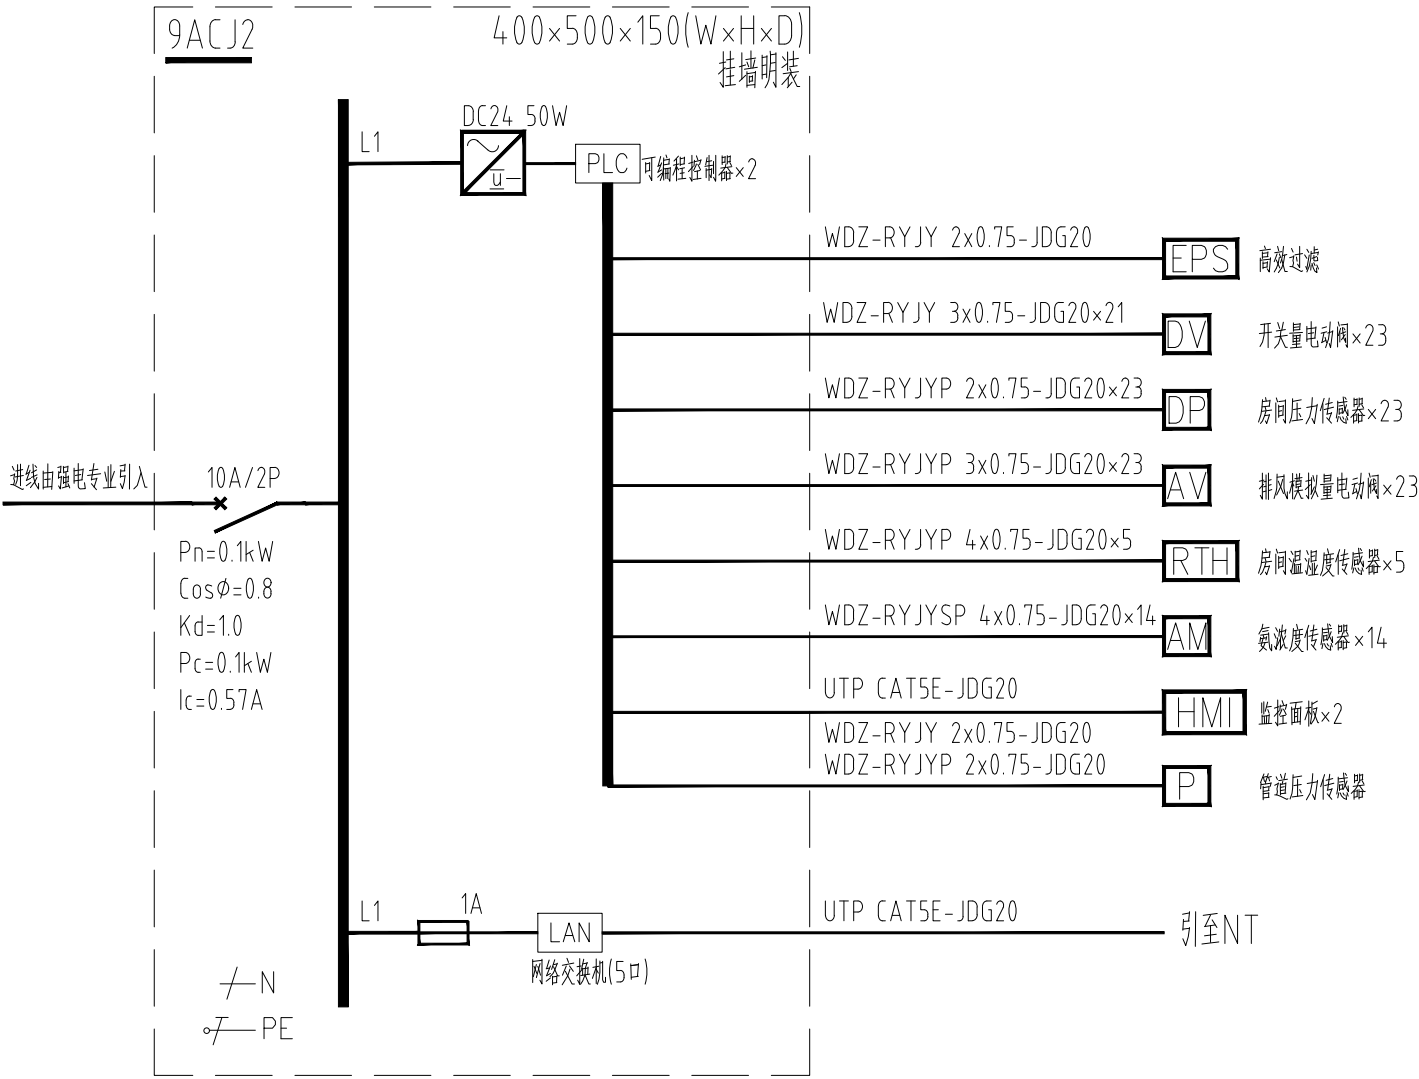 9ACJ2
400×500×150(W×H×D)
挂墙明装
DC24 50W
L1
PLC
可编程控制器×2
u
WDZ-RYJY 2x0.75-JDG20
EPS
高效过滤
WDZ-RYJY 3x0.75-JDG20×21
DV
开关量电动阀×23
WDZ-RYJYP 2x0.75-JDG20×23
DP
房间压力传感器×23
WDZ-RYJYP 3x0.75-JDG20×23
AV
排风模拟量电动阀×23
进线由强电专业引入
10A/2P
Pn=0.1kW
CosØ=0.8
Kd=1.0
Pc=0.1kW
Ic=0.57A
WDZ-RYJYP 4x0.75-JDG20×5
RTH
房间温湿度传感器×5
WDZ-RYJYSP 4x0.75-JDG20×14
AM
氨浓度传感器×14
UTP CAT5E-JDG20
WDZ-RYJY 2x0.75-JDG20
HMI
监控面板×2
WDZ-RYJYP 2x0.75-JDG20
P
管道压力传感器
L1
1A
LAN
网络交换机(5口)
UTP CAT5E-JDG20
引至NT
N
PE